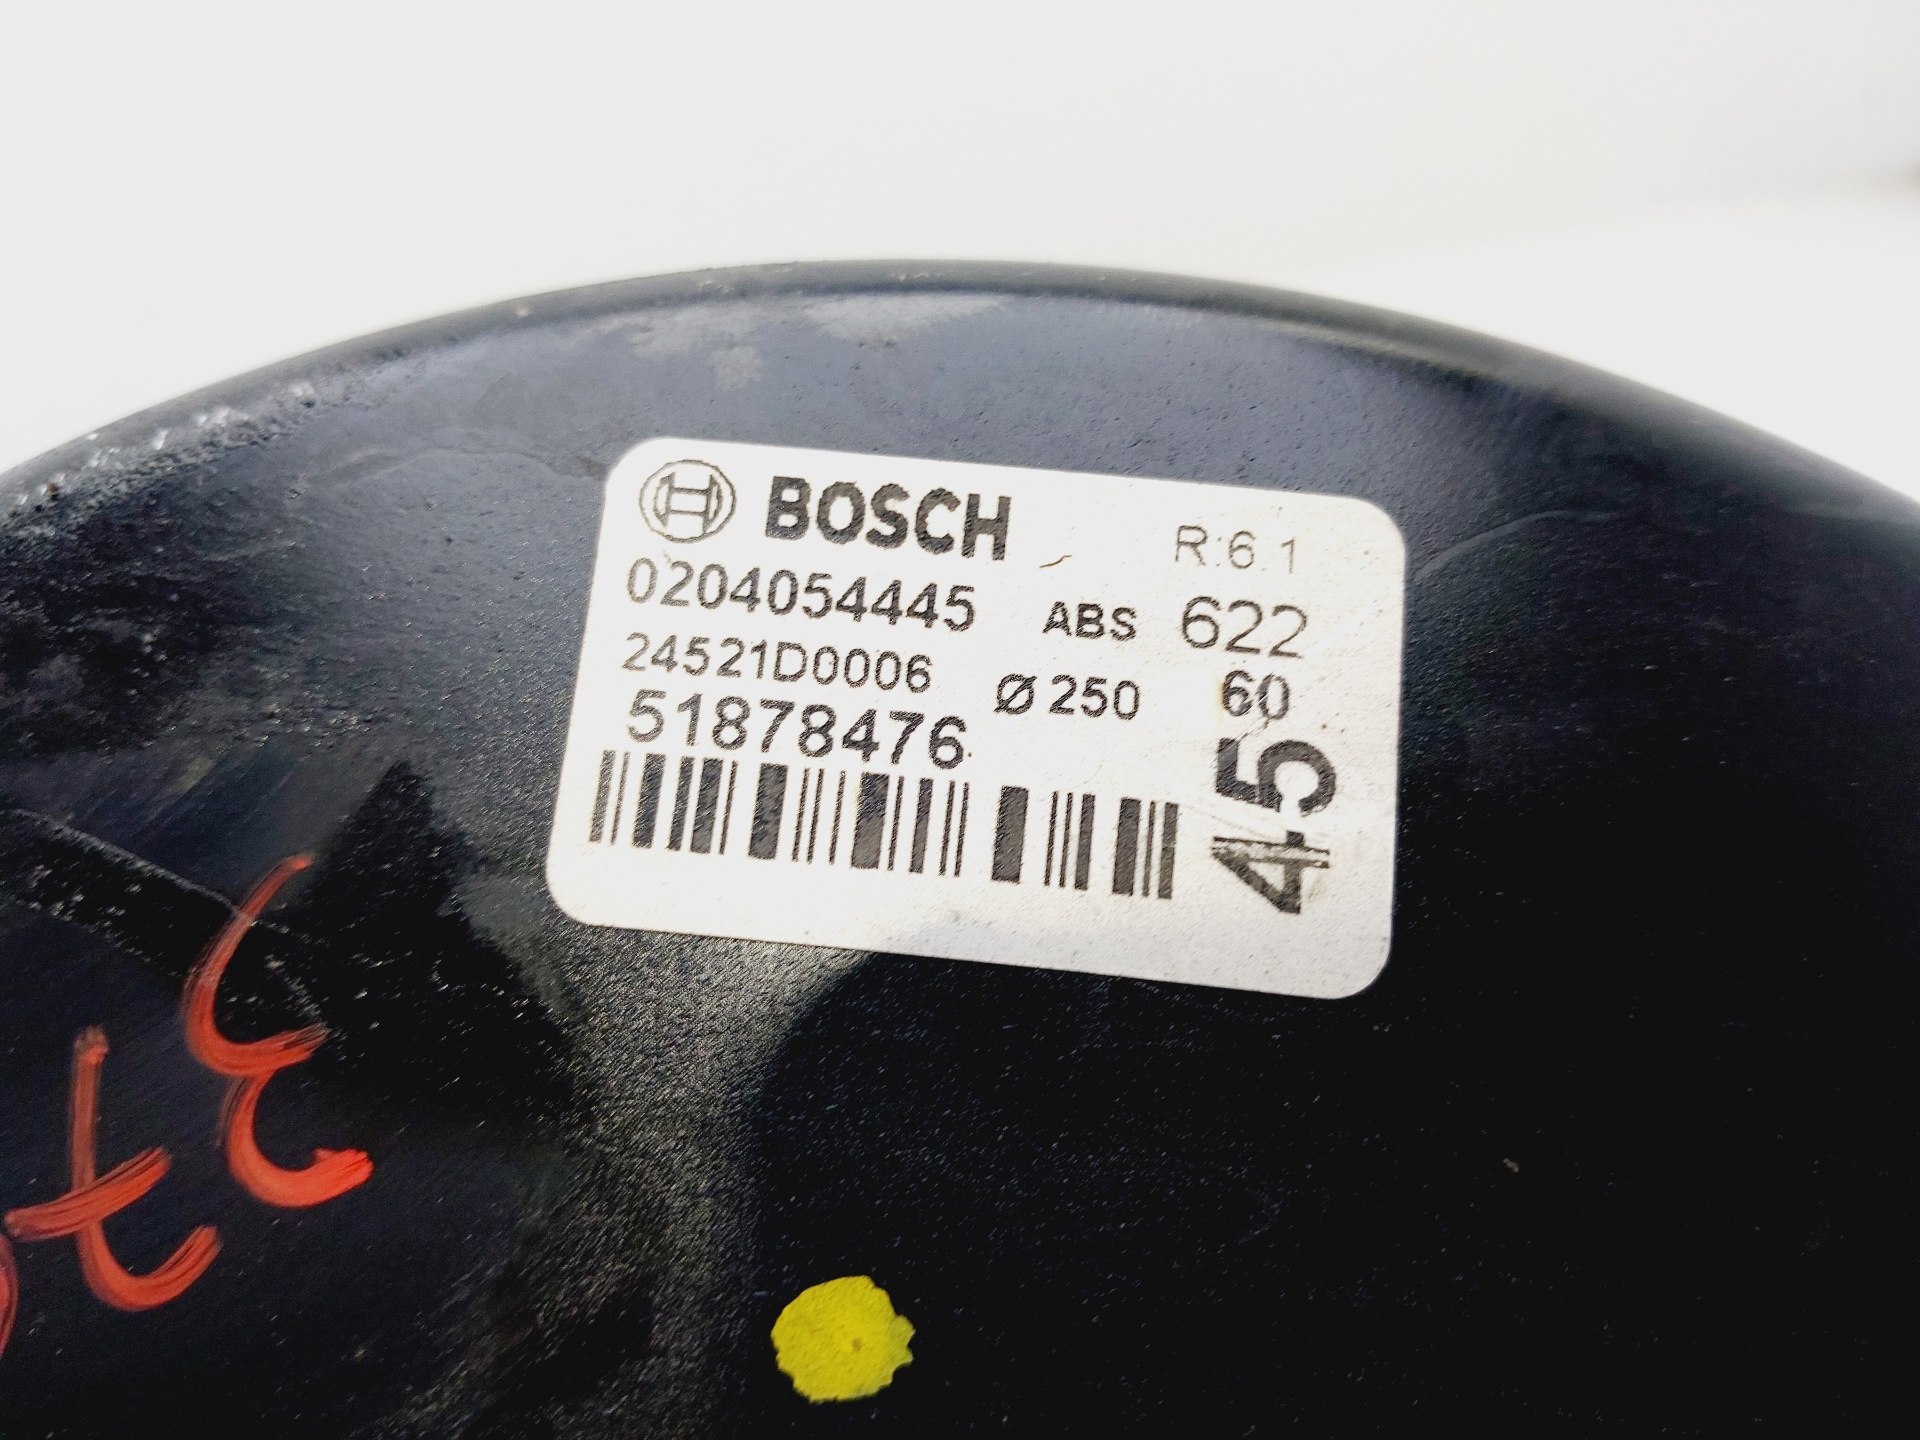 BOSCH R:6.1
0204054445 ABS 622
24521D0006 Ø250 60
51878476
45